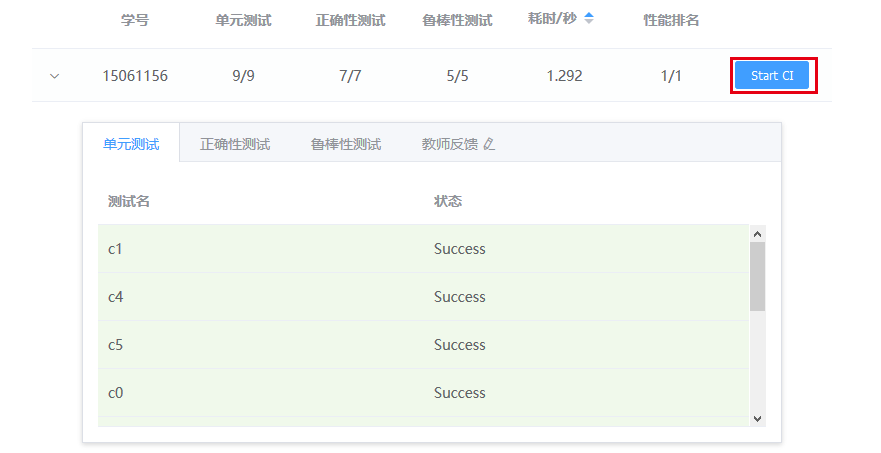 学号 单元测试 正确性测试 鲁棒性测试 耗时/秒 性能排名
15061156 9/9 7/7 5/5 1.292 1/1 Start CI
单元测试 正确性测试 鲁棒性测试 教师反馈
测试名 状态
c1 Success
c4 Success
c5 Success
c0 Success